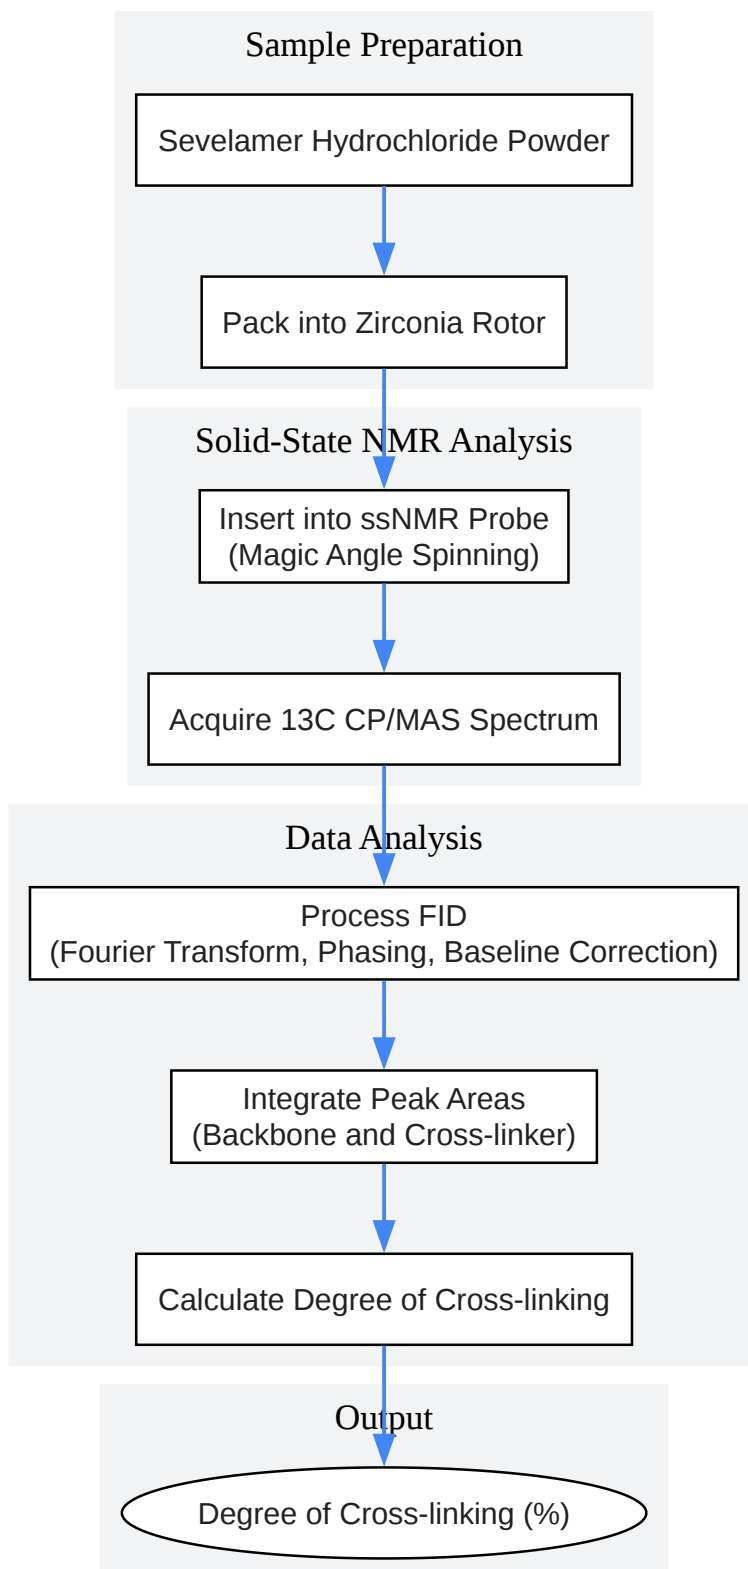 Sample Preparation
Sevelamer Hydrochloride Powder
Pack into Zirconia Rotor
Solid-State NMR Analysis
Insert into ssNMR Probe
(Magic Angle Spinning)
Acquire 13C CP/MAS Spectrum
Data Analysis
Process FID
(Fourier Transform, Phasing, Baseline Correction)
Integrate Peak Areas
(Backbone and Cross-linker)
Calculate Degree of Cross-linking
Output
Degree of Cross-linking (%)